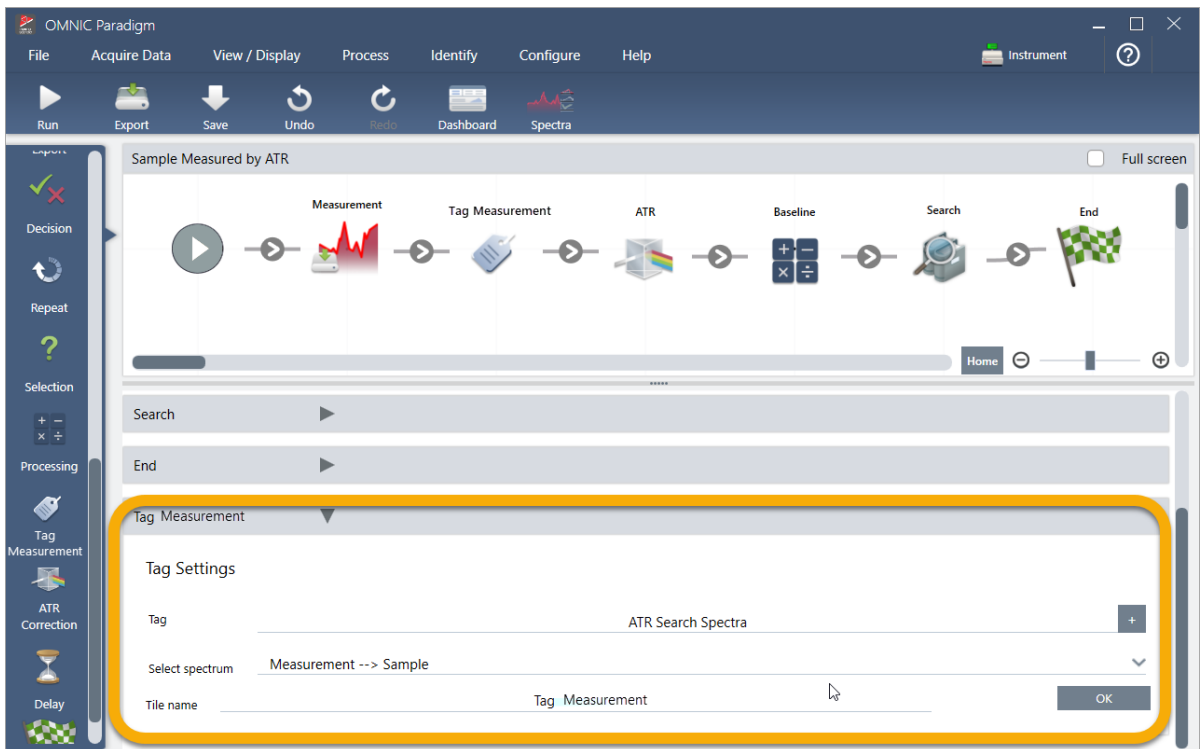 OMNIC Paradigm
File Acquire Data View / Display Process Identify Configure Help Instrument
Run Export Save Undo Redo Dashboard Spectra
Export
Decision
Repeat
Selection
Processing
Tag
Measurement
ATR
Correction
Delay
Sample Measured by ATR Full screen
Measurement Tag Measurement ATR Baseline Search End
Home
Search
End
Tag Measurement
Tag Settings
Tag ATR Search Spectra +
Select spectrum Measurement --> Sample
Tile name Tag Measurement OK